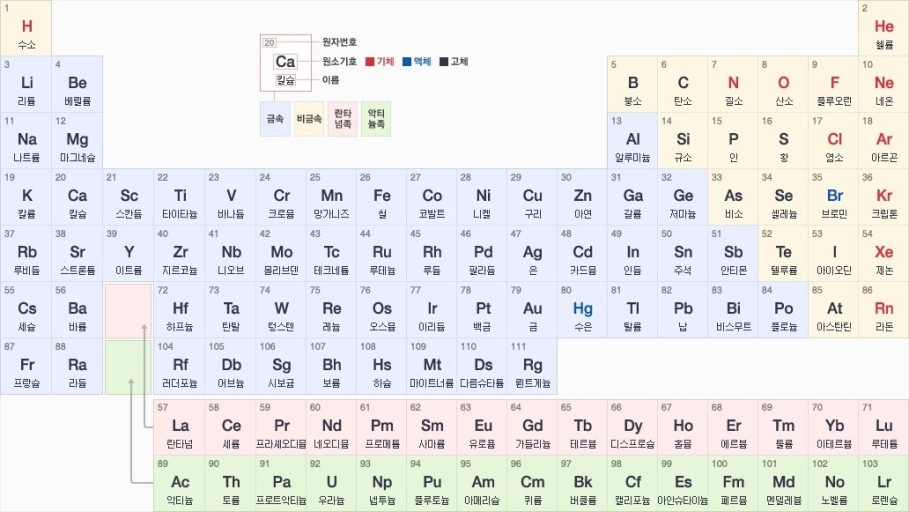 1 2
H He
수소 헬륨
20 원자번호
Ca 원소기호 기체 액체 고체
칼슘 이름
금속 비금속 란타넘족 악티늄족
3 4 5 6 7 8 9 10
Li Be B C N O F Ne
리튬 베릴륨 붕소 탄소 질소 산소 플루오린 네온
11 12 13 14 15 16 17 18
Na Mg Al Si P S Cl Ar
나트륨 마그네슘 알루미늄 규소 인 황 염소 아르곤
19 20 21 22 23 24 25 26 27 28 29 30 31 32 33 34 35 36
K Ca Sc Ti V Cr Mn Fe Co Ni Cu Zn Ga Ge As Se Br Kr
칼륨 칼슘 스칸듐 타이타늄 바나듐 크로뮴 망가니즈 철 코발트 니켈 구리 아연 갈륨 저마늄 비소 셀레늄 브로민 크립톤
37 38 39 40 41 42 43 44 45 46 47 48 49 50 51 52 53 54
Rb Sr Y Zr Nb Mo Tc Ru Rh Pd Ag Cd In Sn Sb Te I Xe
루비듐 스트론튬 이트륨 지르코늄 니오브 몰리브덴 테크네튬 루테늄 로듐 팔라듐 은 카드뮴 인듐 주석 안티몬 텔루륨 아이오딘 제논
55 56 72 73 74 75 76 77 78 79 80 81 82 83 84 85 86
Cs Ba Hf Ta W Re Os Ir Pt Au Hg Tl Pb Bi Po At Rn
세슘 바륨 하프늄 탄탈 텅스텐 레늄 오스뮴 이리듐 백금 금 수은 탈륨 납 비스무트 폴로늄 아스탄틴 라돈
87 88 104 105 106 107 108 109 110 111
Fr Ra Rf Db Sg Bh Hs Mt Ds Rg
프랑슘 라듐 러더포늄 더브늄 시보귬 보륨 하슘 마이트너륨 다름슈타튬 뢴트게늄
57 58 59 60 61 62 63 64 65 66 67 68 69 70 71
La Ce Pr Nd Pm Sm Eu Gd Tb Dy Ho Er Tm Yb Lu
란타넘 세륨 프라세오디뮴 네오디뮴 프로메튬 사마륨 유로퓸 가돌리늄 테르븀 디스프로슘 홀뮴 에르븀 툴륨 이테르븀 루테튬
89 90 91 92 93 94 95 96 97 98 99 100 101 102 103
Ac Th Pa U Np Pu Am Cm Bk Cf Es Fm Md No Lr
악티늄 토륨 프로트악티늄 우라늄 넵투늄 플루토늄 아메리슘 퀴륨 버클륨 캘리포늄 아인슈타이늄 페르뮴 멘델레븀 노벨륨 로렌슘